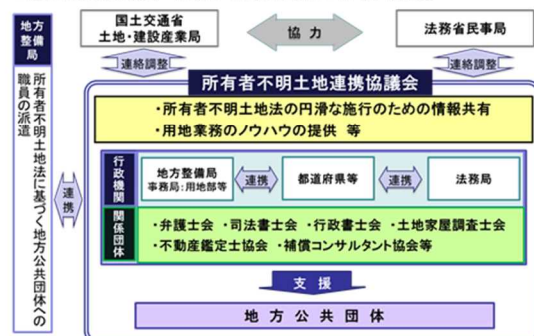 地方整備局
所有者不明土地法に基づく地方公共団体への
職員の派遣
連携
国土交通省
土地・建設産業局
協力
法務省民事局
連絡調整
連絡調整
所有者不明土地連携協議会
・所有者不明土地法の円滑な施行のための情報共有
・用地業務のノウハウの提供 等
行政機関
地方整備局
事務局:用地部等
連携
都道府県等
連携
法務局
関係団体
・弁護士会 ・司法書士会 ・行政書士会 ・土地家屋調査士会
・不動産鑑定士協会 ・補償コンサルタント協会等
支援
地方公共団体